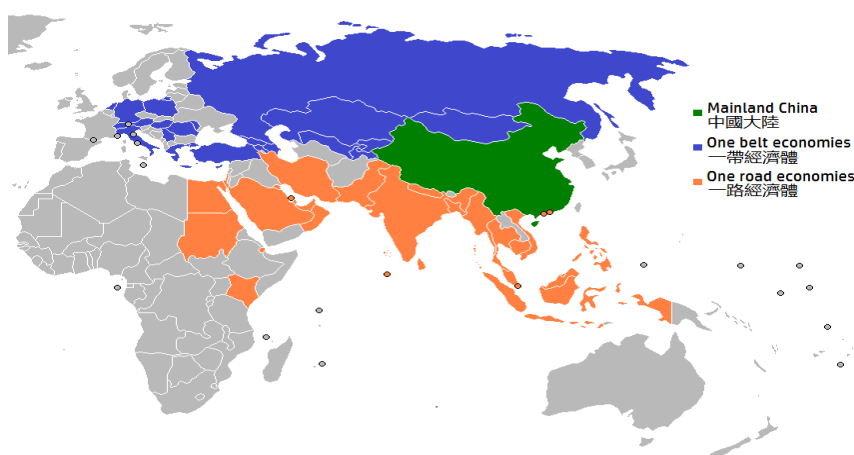 Mainland China
中國大陸
One belt economies
一帶經濟體
One road economies
一路經濟體